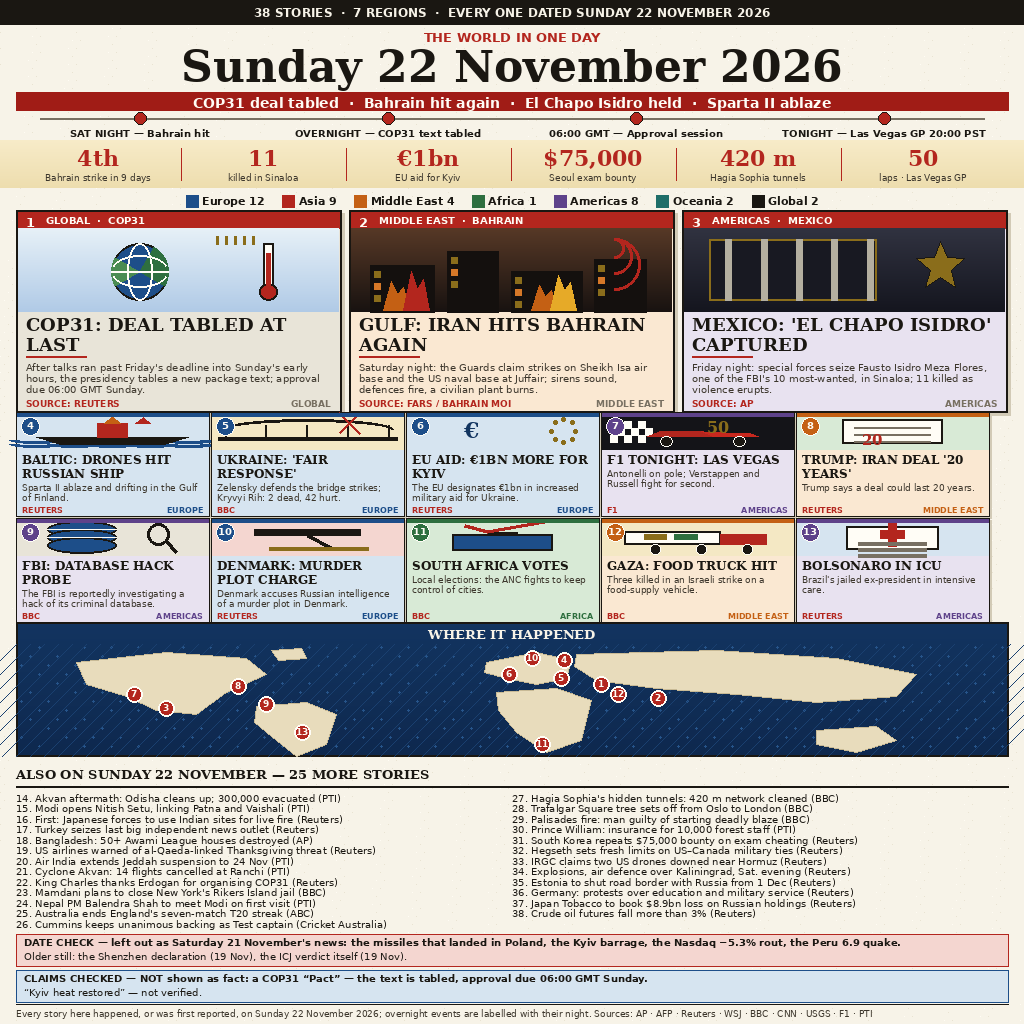 38 STORIES · 7 REGIONS · EVERY ONE DATED SUNDAY 22 NOVEMBER 2026
THE WORLD IN ONE DAY
Sunday 22 November 2026
COP31 deal tabled · Bahrain hit again · El Chapo Isidro held · Sparta II ablaze
SAT NIGHT — Bahrain hit
OVERNIGHT — COP31 text tabled
06:00 GMT — Approval session
TONIGHT — Las Vegas GP 20:00 PST
4th
Bahrain strike in 9 days
11
killed in Sinaloa
€1bn
EU aid for Kyiv
$75,000
Seoul exam bounty
420 m
Hagia Sophia tunnels
50
laps · Las Vegas GP
Europe 12
Asia 9
Middle East 4
Africa 1
Americas 8
Oceania 2
Global 2
1 GLOBAL · COP31
COP31: DEAL TABLED AT
LAST
After talks ran past Friday's deadline into Sunday's early
hours, the presidency tables a new package text; approval
due 06:00 GMT Sunday.
SOURCE: REUTERS
GLOBAL
2 MIDDLE EAST · BAHRAIN
GULF: IRAN HITS BAHRAIN
AGAIN
Saturday night: the Guards claim strikes on Sheikh Isa air
base and the US naval base at Juffair; sirens sound,
defences fire, a civilian plant burns.
SOURCE: FARS / BAHRAIN MOI
MIDDLE EAST
3 AMERICAS · MEXICO
MEXICO: 'EL CHAPO ISIDRO'
CAPTURED
Friday night: special forces seize Fausto Isidro Meza Flores,
one of the FBI's 10 most-wanted, in Sinaloa; 11 killed as
violence erupts.
SOURCE: AP
AMERICAS
4
BALTIC: DRONES HIT
RUSSIAN SHIP
Sparta II ablaze and drifting in the Gulf
of Finland.
REUTERS
EUROPE
5
UKRAINE: 'FAIR
RESPONSE'
Zelensky defends the bridge strikes;
Kryvyi Rih: 2 dead, 42 hurt.
BBC
EUROPE
6
€
EU AID: €1BN MORE FOR
KYIV
The EU designates €1bn in increased
military aid for Ukraine.
REUTERS
EUROPE
7
50
F1 TONIGHT: LAS VEGAS
Antonelli on pole; Verstappen and
Russell fight for second.
F1
AMERICAS
8
20
TRUMP: IRAN DEAL '20
YEARS'
Trump says a deal could last 20 years.
REUTERS
MIDDLE EAST
9
FBI: DATABASE HACK
PROBE
The FBI is reportedly investigating a
hack of its criminal database.
BBC
AMERICAS
10
DENMARK: MURDER
PLOT CHARGE
Denmark accuses Russian intelligence
of a murder plot in Denmark.
REUTERS
EUROPE
11
SOUTH AFRICA VOTES
Local elections: the ANC fights to keep
control of cities.
BBC
AFRICA
12
GAZA: FOOD TRUCK HIT
Three killed in an Israeli strike on a
food-supply vehicle.
BBC
MIDDLE EAST
13
BOLSONARO IN ICU
Brazil's jailed ex-president in intensive
care.
REUTERS
AMERICAS
WHERE IT HAPPENED
10
4
6
5
1
8
7
12
2
9
3
13
11
ALSO ON SUNDAY 22 NOVEMBER — 25 MORE STORIES
14. Akvan aftermath: Odisha cleans up; 300,000 evacuated (PTI)
15. Modi opens Nitish Setu, linking Patna and Vaishali (PTI)
16. First: Japanese forces to use Indian sites for live fire (Reuters)
17. Turkey seizes last big independent news outlet (Reuters)
18. Bangladesh: 50+ Awami League houses destroyed (AP)
19. US airlines warned of al-Qaeda-linked Thanksgiving threat (Reuters)
20. Air India extends Jeddah suspension to 24 Nov (PTI)
21. Cyclone Akvan: 14 flights cancelled at Ranchi (PTI)
22. King Charles thanks Erdogan for organising COP31 (Reuters)
23. Mamdani plans to close New York's Rikers Island jail (BBC)
24. Nepal PM Balendra Shah to meet Modi on first visit (PTI)
25. Australia ends England's seven-match T20 streak (ABC)
26. Cummins keeps unanimous backing as Test captain (Cricket Australia)
27. Hagia Sophia's hidden tunnels: 420 m network cleaned (BBC)
28. Trafalgar Square tree sets off from Oslo to London (BBC)
29. Palisades fire: man guilty of starting deadly blaze (BBC)
30. Prince William: insurance for 10,000 forest staff (PTI)
31. South Korea repeats $75,000 bounty on exam cheating (Reuters)
32. Hegseth sets fresh limits on US–Canada military ties (Reuters)
33. IRGC claims two US drones downed near Hormuz (Reuters)
34. Explosions, air defence over Kaliningrad, Sat. evening (Reuters)
35. Estonia to shut road border with Russia from 1 Dec (Reuters)
36. Germany: protests over education and military service (Reuters)
37. Japan Tobacco to book $8.9bn loss on Russian holdings (Reuters)
38. Crude oil futures fall more than 3% (Reuters)
DATE CHECK — left out as Saturday 21 November's news: the missiles that landed in Poland, the Kyiv barrage, the Nasdaq −5.3% rout, the Peru 6.9 quake.
Older still: the Shenzhen declaration (19 Nov), the ICJ verdict itself (19 Nov).
CLAIMS CHECKED — NOT shown as fact: a COP31 “Pact” — the text is tabled, approval due 06:00 GMT Sunday.
“Kyiv heat restored” — not verified.
Every story here happened, or was first reported, on Sunday 22 November 2026; overnight events are labelled with their night. Sources: AP · AFP · Reuters · WSJ · BBC · CNN · USGS · F1 · PTI